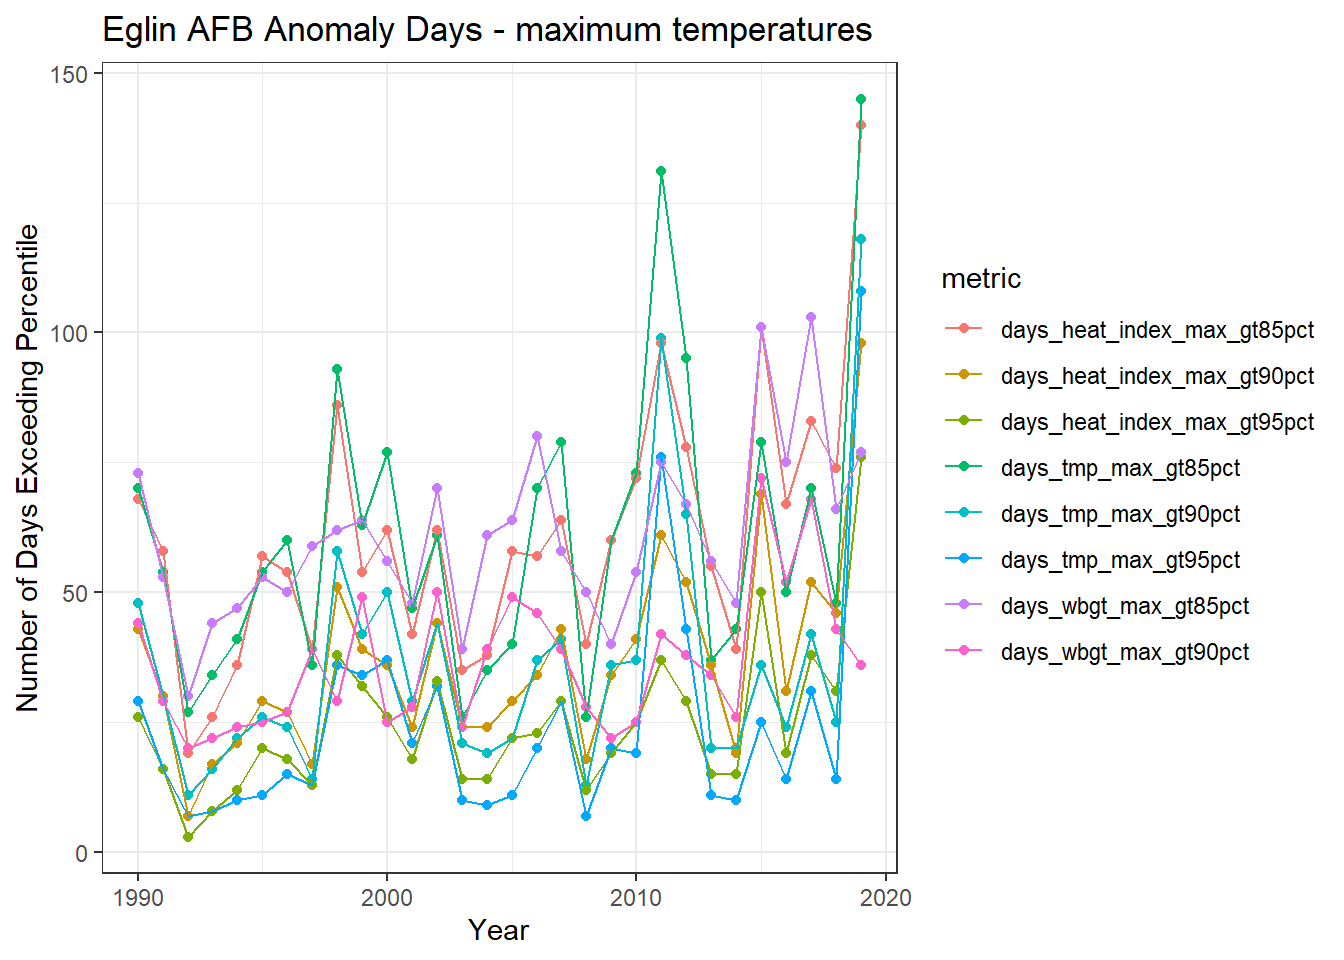 Eglin AFB Anomaly Days - maximum temperatures
150
100
50
0
Number of Days Exceeding Percentile
1990
2000
2010
2020
Year
metric
days_heat_index_max_gt85pct
days_heat_index_max_gt90pct
days_heat_index_max_gt95pct
days_tmp_max_gt85pct
days_tmp_max_gt90pct
days_tmp_max_gt95pct
days_wbgt_max_gt85pct
days_wbgt_max_gt90pct